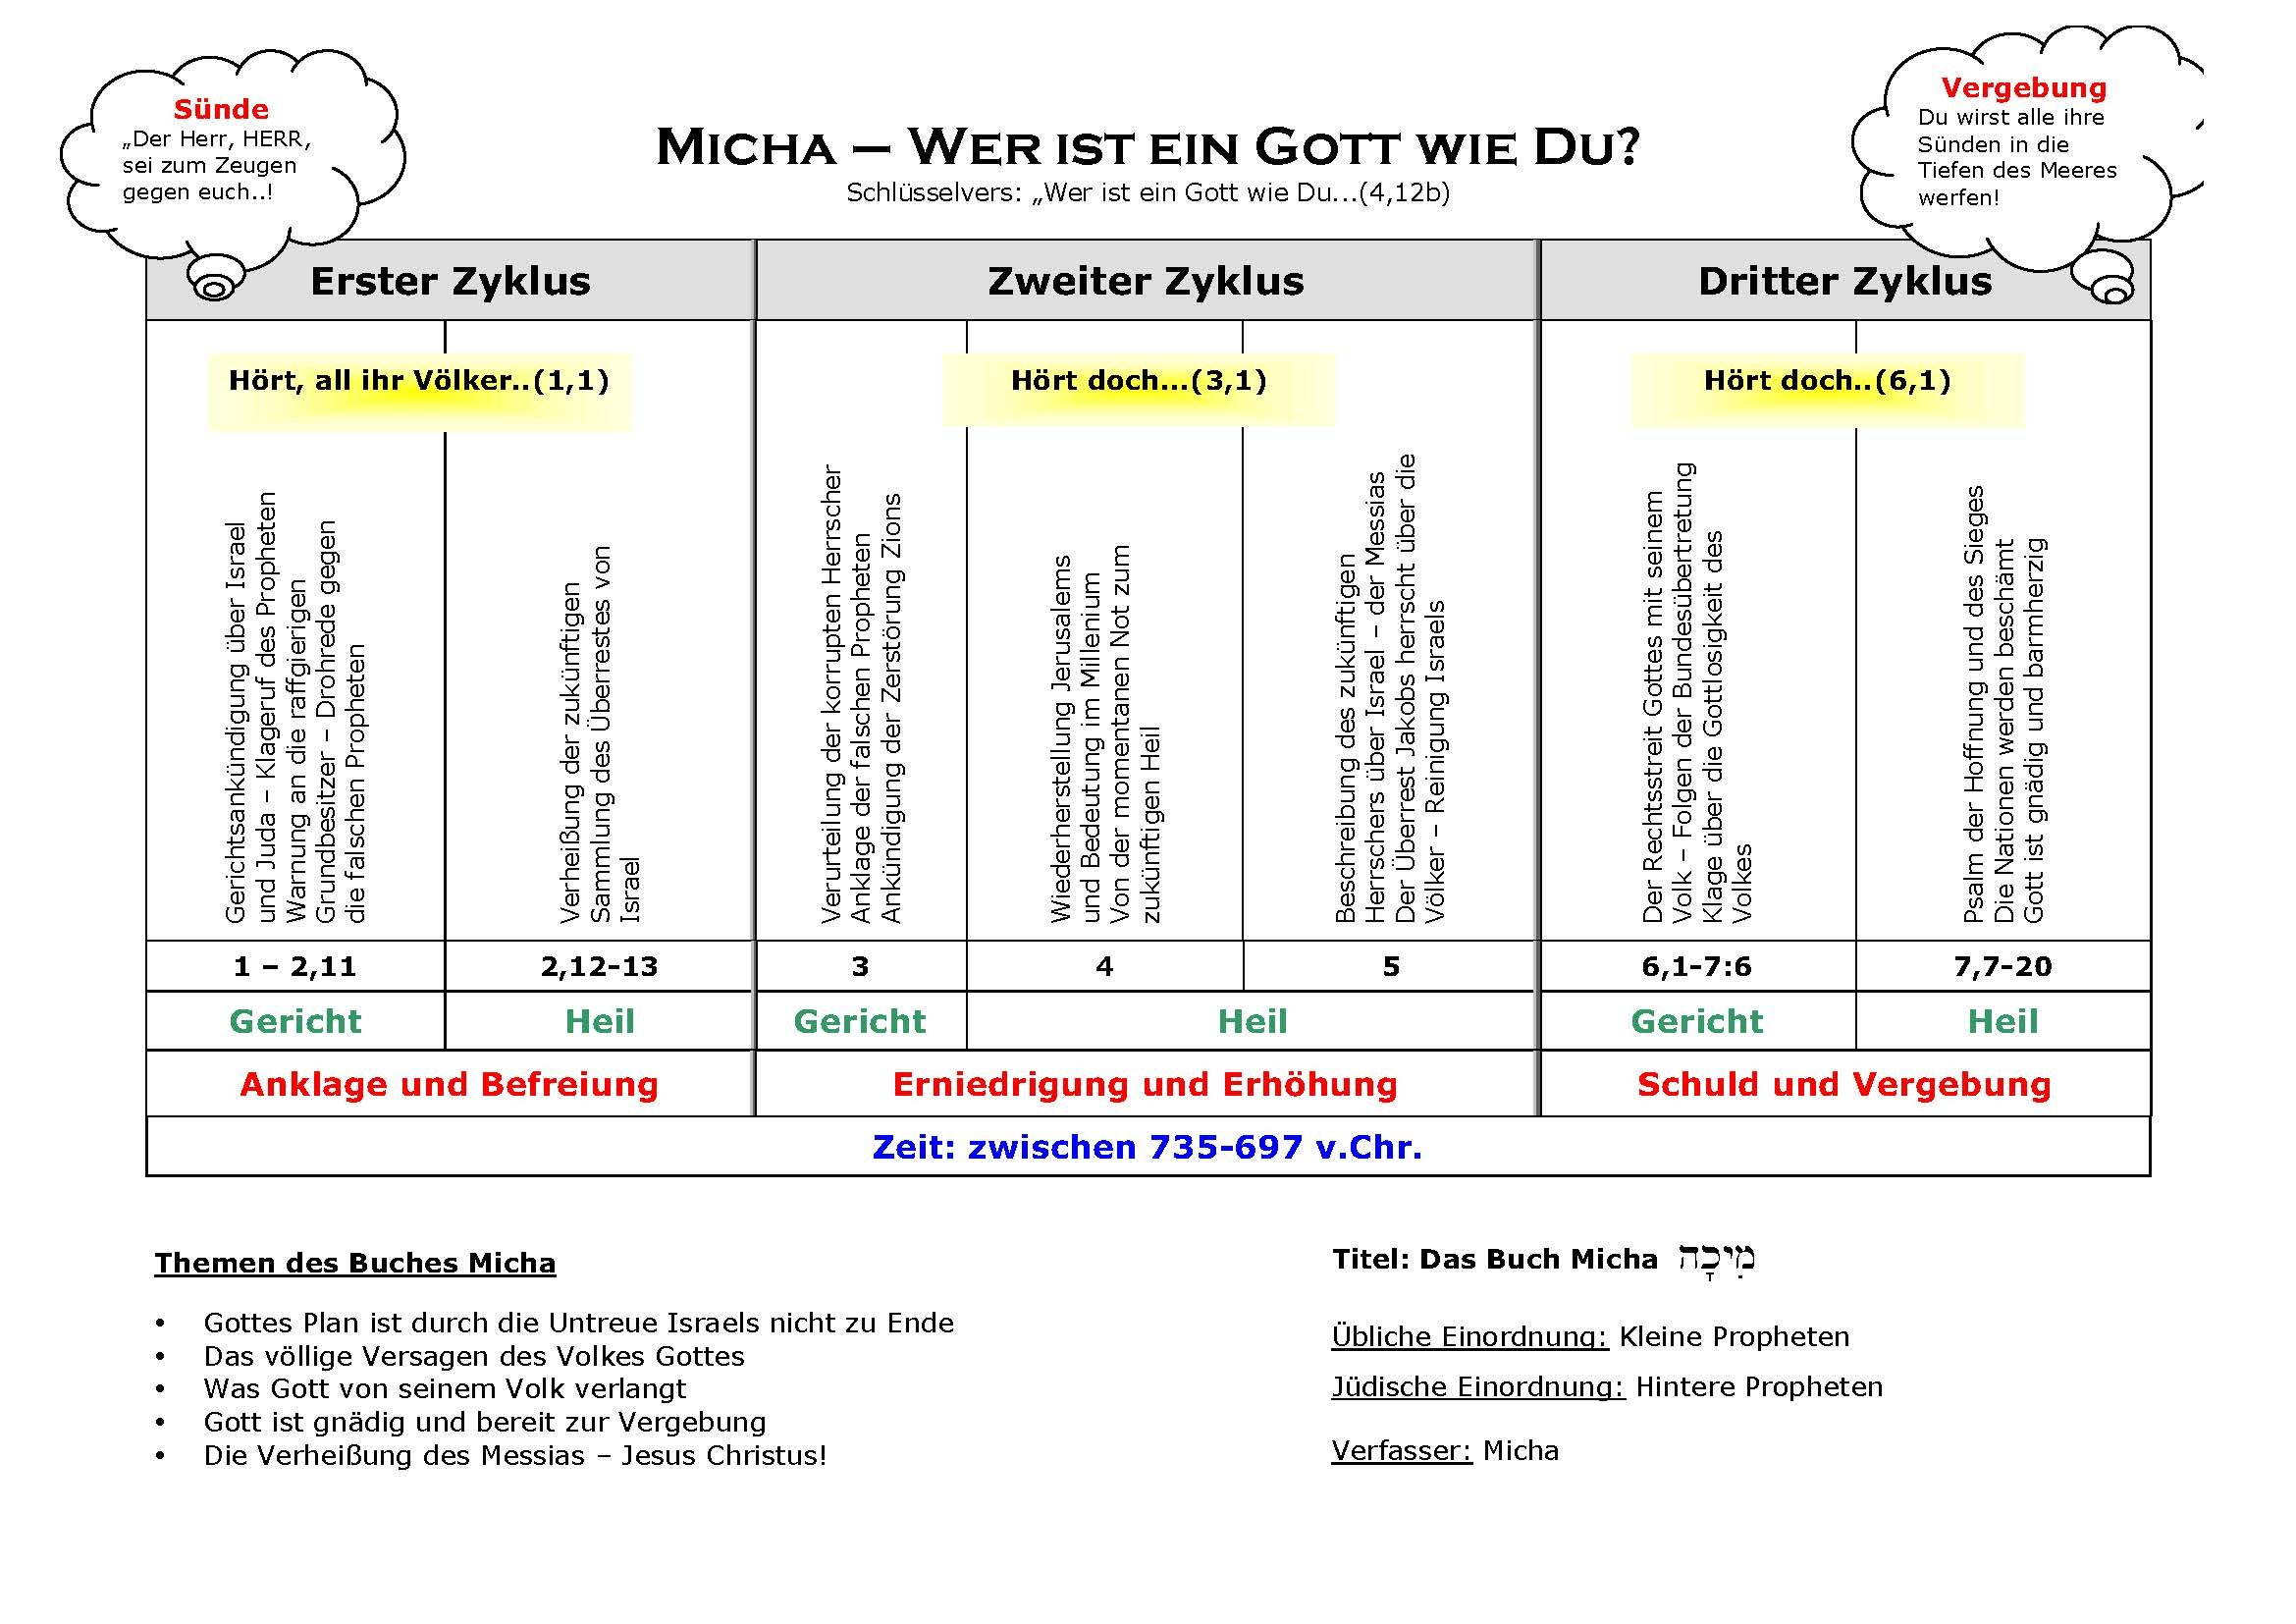 Sünde
„Der Herr, HERR,
sei zum Zeugen
gegen euch..!
Vergebung
Du wirst alle ihre
Sünden in die
Tiefen des Meeres
werfen!
MICHA – WER IST EIN GOTT WIE DU?
Schlüsselvers: „Wer ist ein Gott wie Du...(4,12b)
Erster Zyklus
Zweiter Zyklus
Dritter Zyklus
Hört, all ihr Völker..(1,1)
Hört doch...(3,1)
Hört doch..(6,1)
Gerichtsankündigung über Israel
und Juda – Klageruf des Propheten
Warnung an die raffgierigen
Grundbesitzer – Drohrede gegen
die falschen Propheten
Verheißung der zukünftigen
Sammlung des Überrestes von
Israel
Verurteilung der korrupten Herrscher
Anklage der falschen Propheten
Ankündigung der Zerstörung Zions
Wiederherstellung Jerusalems
und Bedeutung im Millenium
Von der momentanen Not zum
zukünftigen Heil
Beschreibung des zukünftigen
Herrschers über Israel – der Messias
Der Überrest Jakobs herrscht über die
Völker – Reinigung Israels
Der Rechtsstreit Gottes mit seinem
Volk – Folgen der Bundesübertretung
Klage über die Gottlosigkeit des
Volkes
Psalm der Hoffnung und des Sieges
Die Nationen werden beschämt
Gott ist gnädig und barmherzig
1 – 2,11
2,12-13
3
4
5
6,1-7:6
7,7-20
Gericht
Heil
Gericht
Heil
Gericht
Heil
Anklage und Befreiung
Erniedrigung und Erhöhung
Schuld und Vergebung
Zeit: zwischen 735-697 v.Chr.
Themen des Buches Micha
• Gottes Plan ist durch die Untreue Israels nicht zu Ende
• Das völlige Versagen des Volkes Gottes
• Was Gott von seinem Volk verlangt
• Gott ist gnädig und bereit zur Vergebung
• Die Verheißung des Messias – Jesus Christus!
Titel: Das Buch Micha מִיכָה
Übliche Einordnung: Kleine Propheten
Jüdische Einordnung: Hintere Propheten
Verfasser: Micha